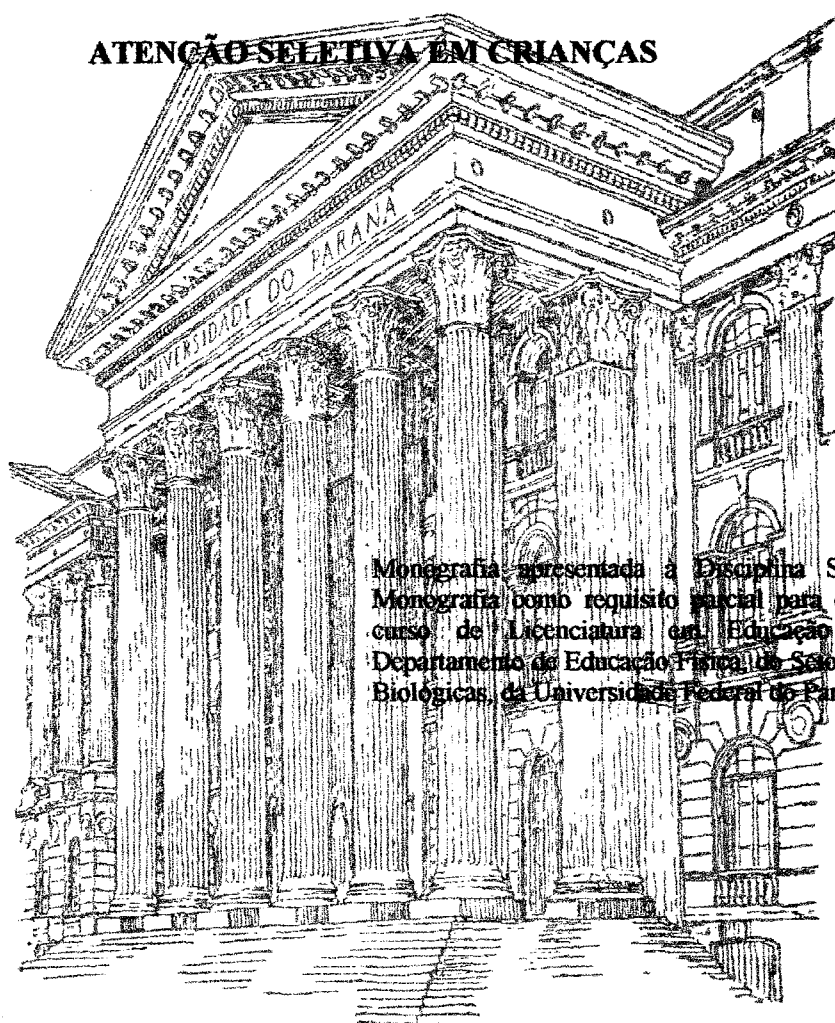 ATENÇÃO SELETIVA EM CRIANÇAS
UNIVERSIDADE DO PARANÁ
Monografia apresentada à Disciplina
Monografia como requisito parcial para
curso de Licenciatura em Educação
Departamento de Educação Física, do
Biológicas, da Universidade Federal do